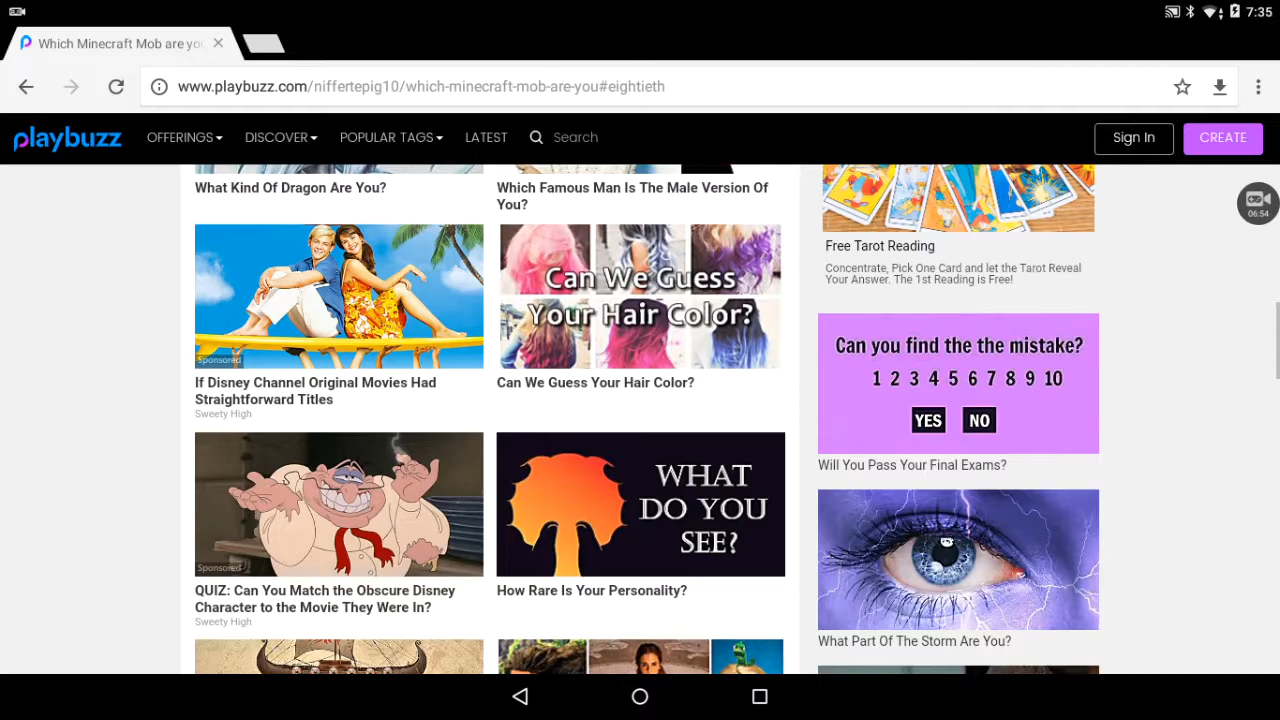 7:35
Which Minecraft Mob are you
www.playbuzz.com/niffertepig10/which-minecraft-mob-are-you#eightieth
playbuzz OFFERINGS DISCOVER POPULAR TAGS LATEST Search Sign In CREATE
What Kind Of Dragon Are You?
Which Famous Man Is The Male Version Of
You?
06:54
Free Tarot Reading
Concentrate, Pick One Card and let the Tarot Reveal
Your Answer. The 1st Reading is Free!
Sponsored
If Disney Channel Original Movies Had
Straightforward Titles
Sweety High
Can We Guess
Your Hair Color?
Can We Guess Your Hair Color?
Can you find the the mistake?
1 2 3 4 5 6 7 8 9 10
YES NO
Will You Pass Your Final Exams?
Sponsored
QUIZ: Can You Match the Obscure Disney
Character to the Movie They Were In?
Sweety High
WHAT
DO YOU
SEE?
How Rare Is Your Personality?
What Part Of The Storm Are You?